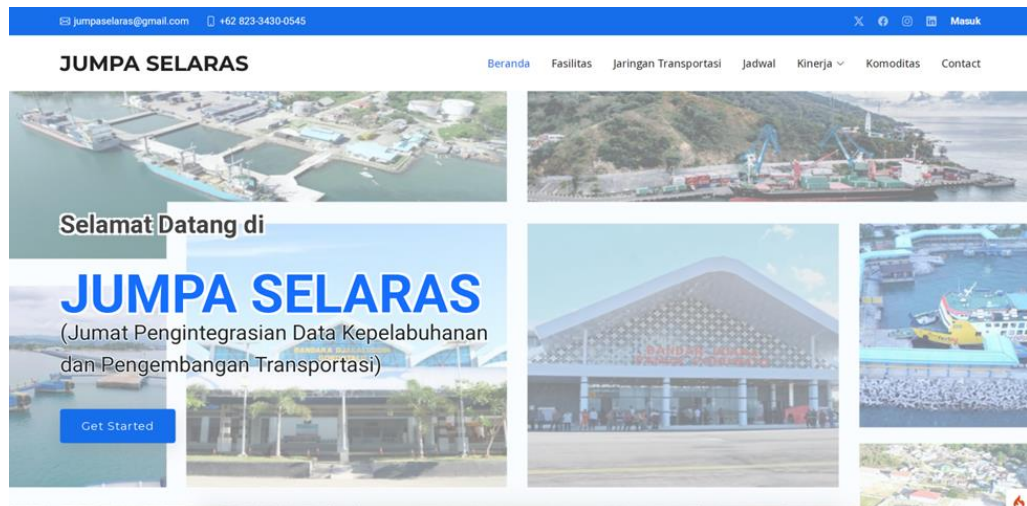 jumpaselaras@gmail.com +62 823-3430-0545 Masuk
JUMPA SELARAS Beranda Fasilitas Jaringan Transportasi Jadwal Kinerja Komoditas Contact
Selamat Datang di
JUMPA SELARAS
(Jumat Pengintegrasian Data Kepelabuhanan
dan Pengembangan Transportasi)
Get Started